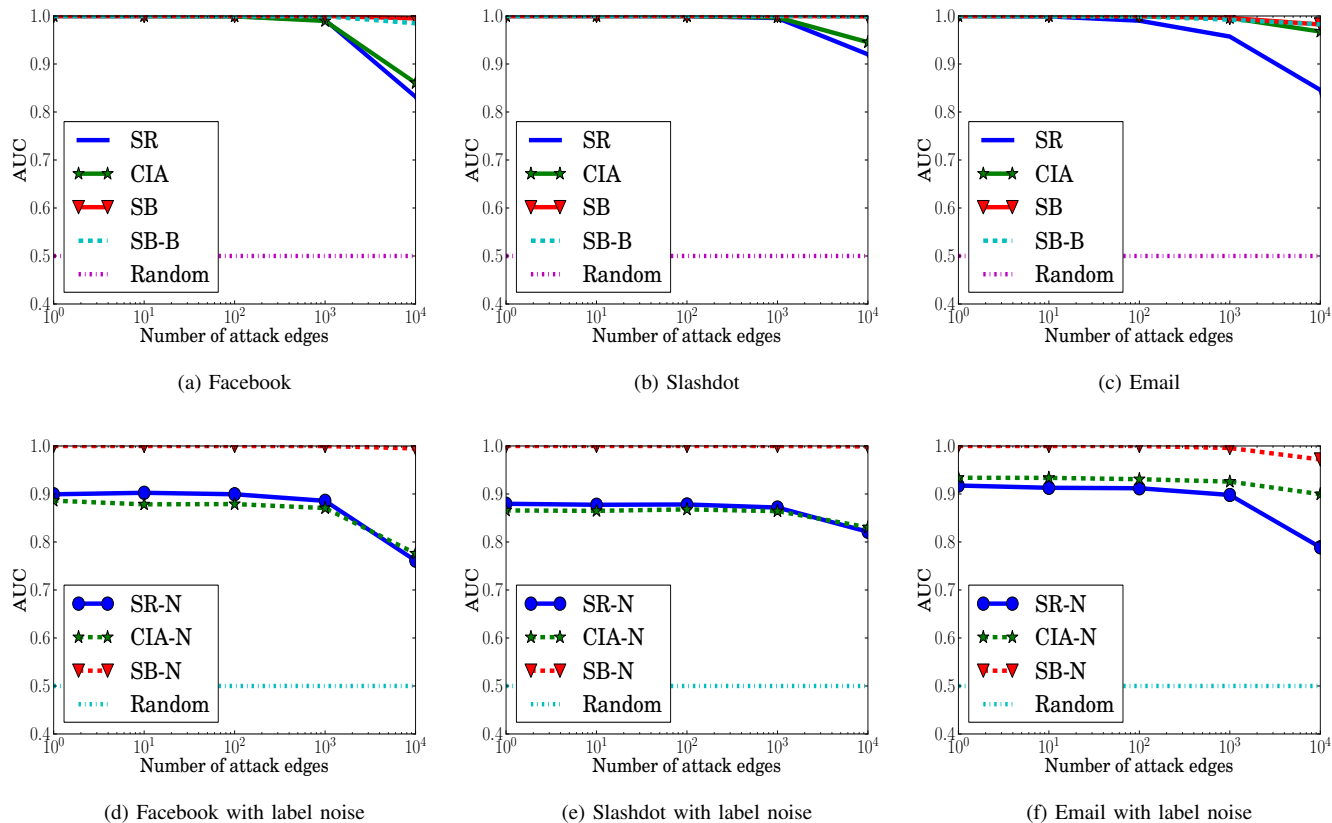 1.0
0.9
0.8
0.7
0.6
0.5
0.4
AUC
SR
CIA
SB
SB-B
Random
10^0 10^1 10^2 10^3 10^4
Number of attack edges
(a) Facebook
1.0
0.9
0.8
0.7
0.6
0.5
0.4
AUC
SR
CIA
SB
SB-B
Random
10^0 10^1 10^2 10^3 10^4
Number of attack edges
(b) Slashdot
1.0
0.9
0.8
0.7
0.6
0.5
0.4
AUC
SR
CIA
SB
SB-B
Random
10^0 10^1 10^2 10^3 10^4
Number of attack edges
(c) Email
1.0
0.9
0.8
0.7
0.6
0.5
0.4
AUC
SR-N
CIA-N
SB-N
Random
10^0 10^1 10^2 10^3 10^4
Number of attack edges
(d) Facebook with label noise
1.0
0.9
0.8
0.7
0.6
0.5
0.4
AUC
SR-N
CIA-N
SB-N
Random
10^0 10^1 10^2 10^3 10^4
Number of attack edges
(e) Slashdot with label noise
1.0
0.9
0.8
0.7
0.6
0.5
0.4
AUC
SR-N
CIA-N
SB-N
Random
10^0 10^1 10^2 10^3 10^4
Number of attack edges
(f) Email with label noise